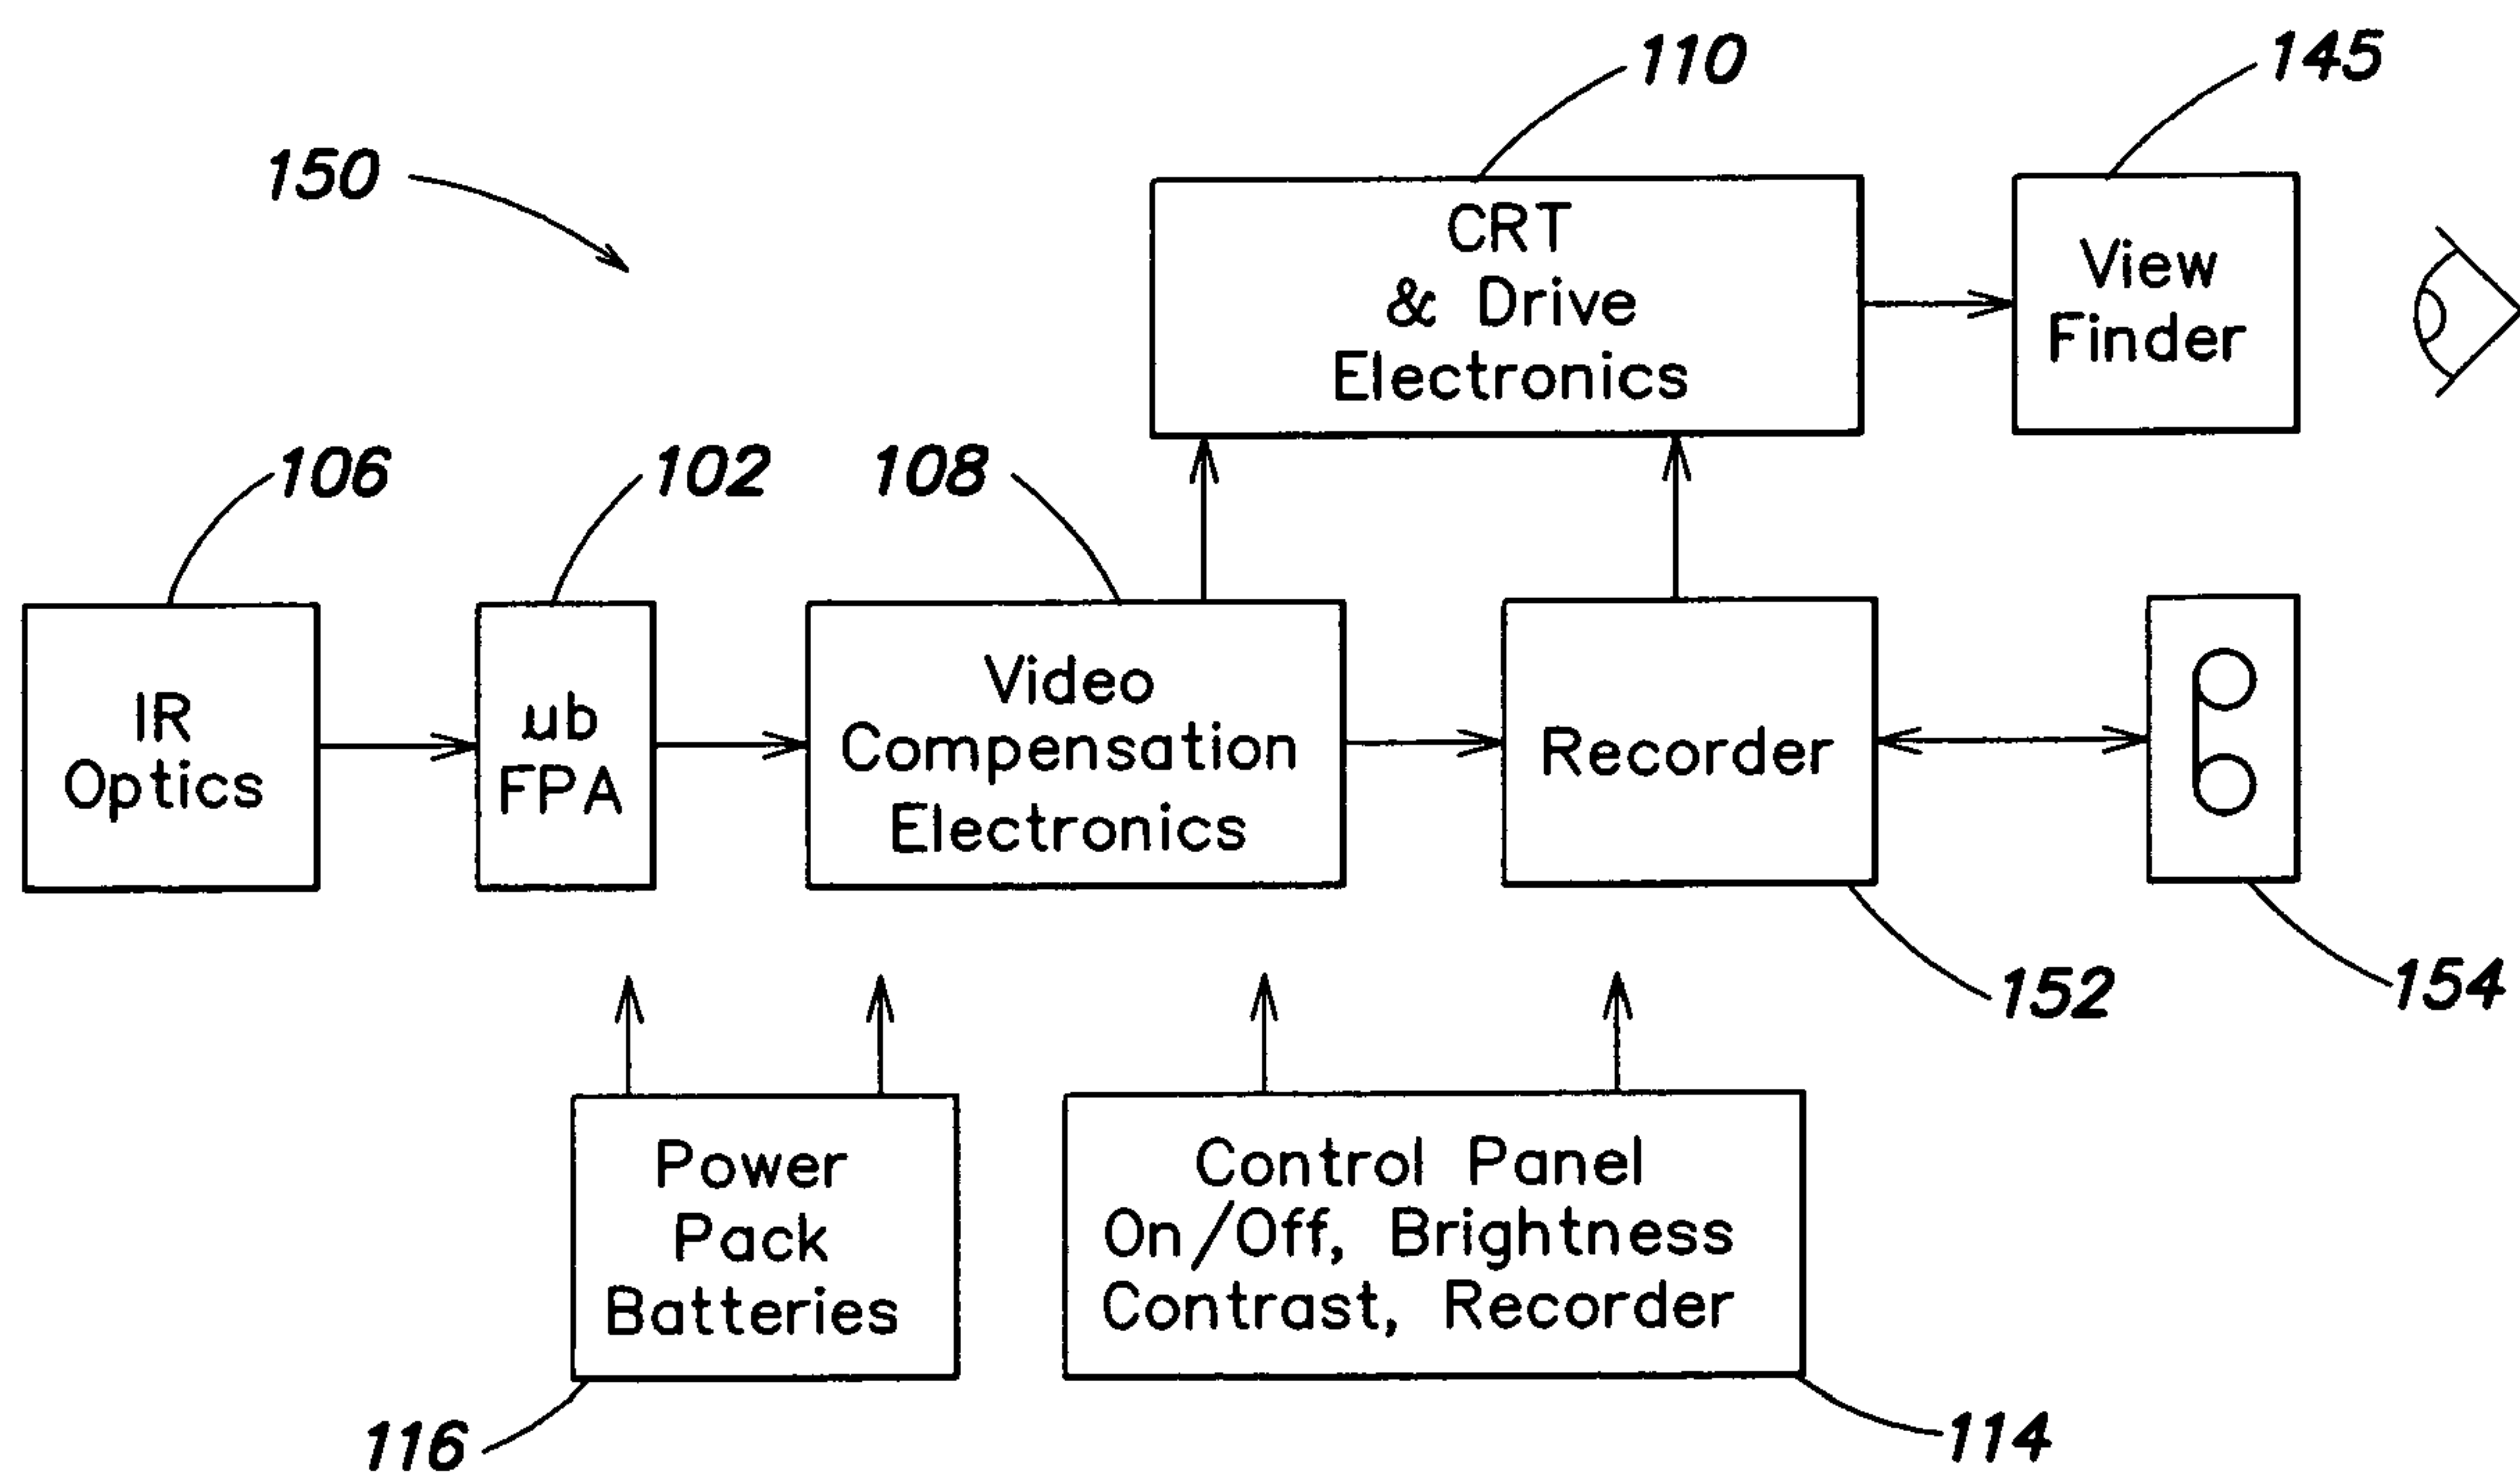 110
145
150
CRT
& Drive
Electronics
View
Finder
106
102
108
IR
Optics
µb
FPA
Video
Compensation
Electronics
Recorder
152
154
Power
Pack
Batteries
Control Panel
On/Off, Brightness
Contrast, Recorder
116
114